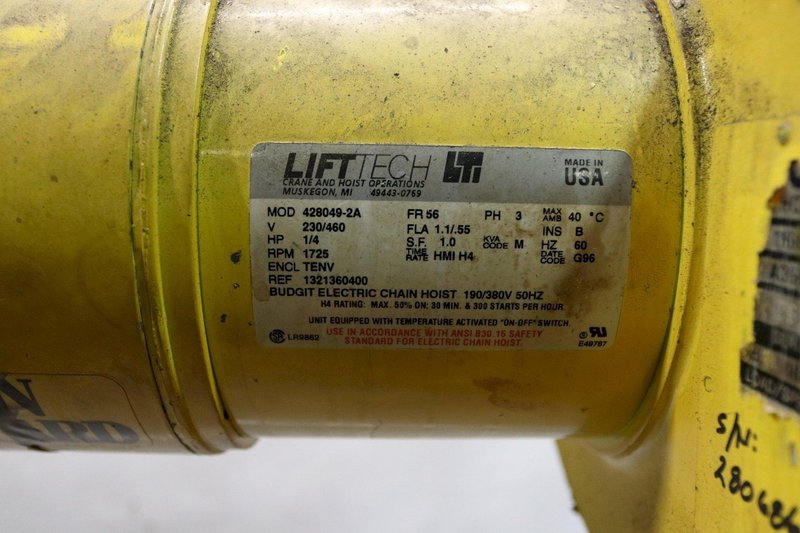 LIFTTECH LTI
CRANE AND HOIST OPERATIONS
MUSKEGON, MI 49443-0769
MADE IN
USA
MOD 428049-2A FR 56 PH 3 MAX AMB 40 °C
V 230/460 FLA 1.1/.55 INS B
HP 1/4 S.F. 1.0 KVA CODE M HZ 60
RPM 1725 TIME RATE HMI H4 DATE CODE G96
ENCL TENV
REF 1321360400
BUDGIT ELECTRIC CHAIN HOIST 190/380V 50HZ
H4 RATING: MAX. 50% ON: 30 MIN. & 300 STARTS PER HOUR.
UNIT EQUIPPED WITH TEMPERATURE ACTIVATED "ON-OFF" SWITCH.
USE IN ACCORDANCE WITH ANSI B30.16 SAFETY
STANDARD FOR ELECTRIC CHAIN HOIST.
LR9862
E49787
S/N: